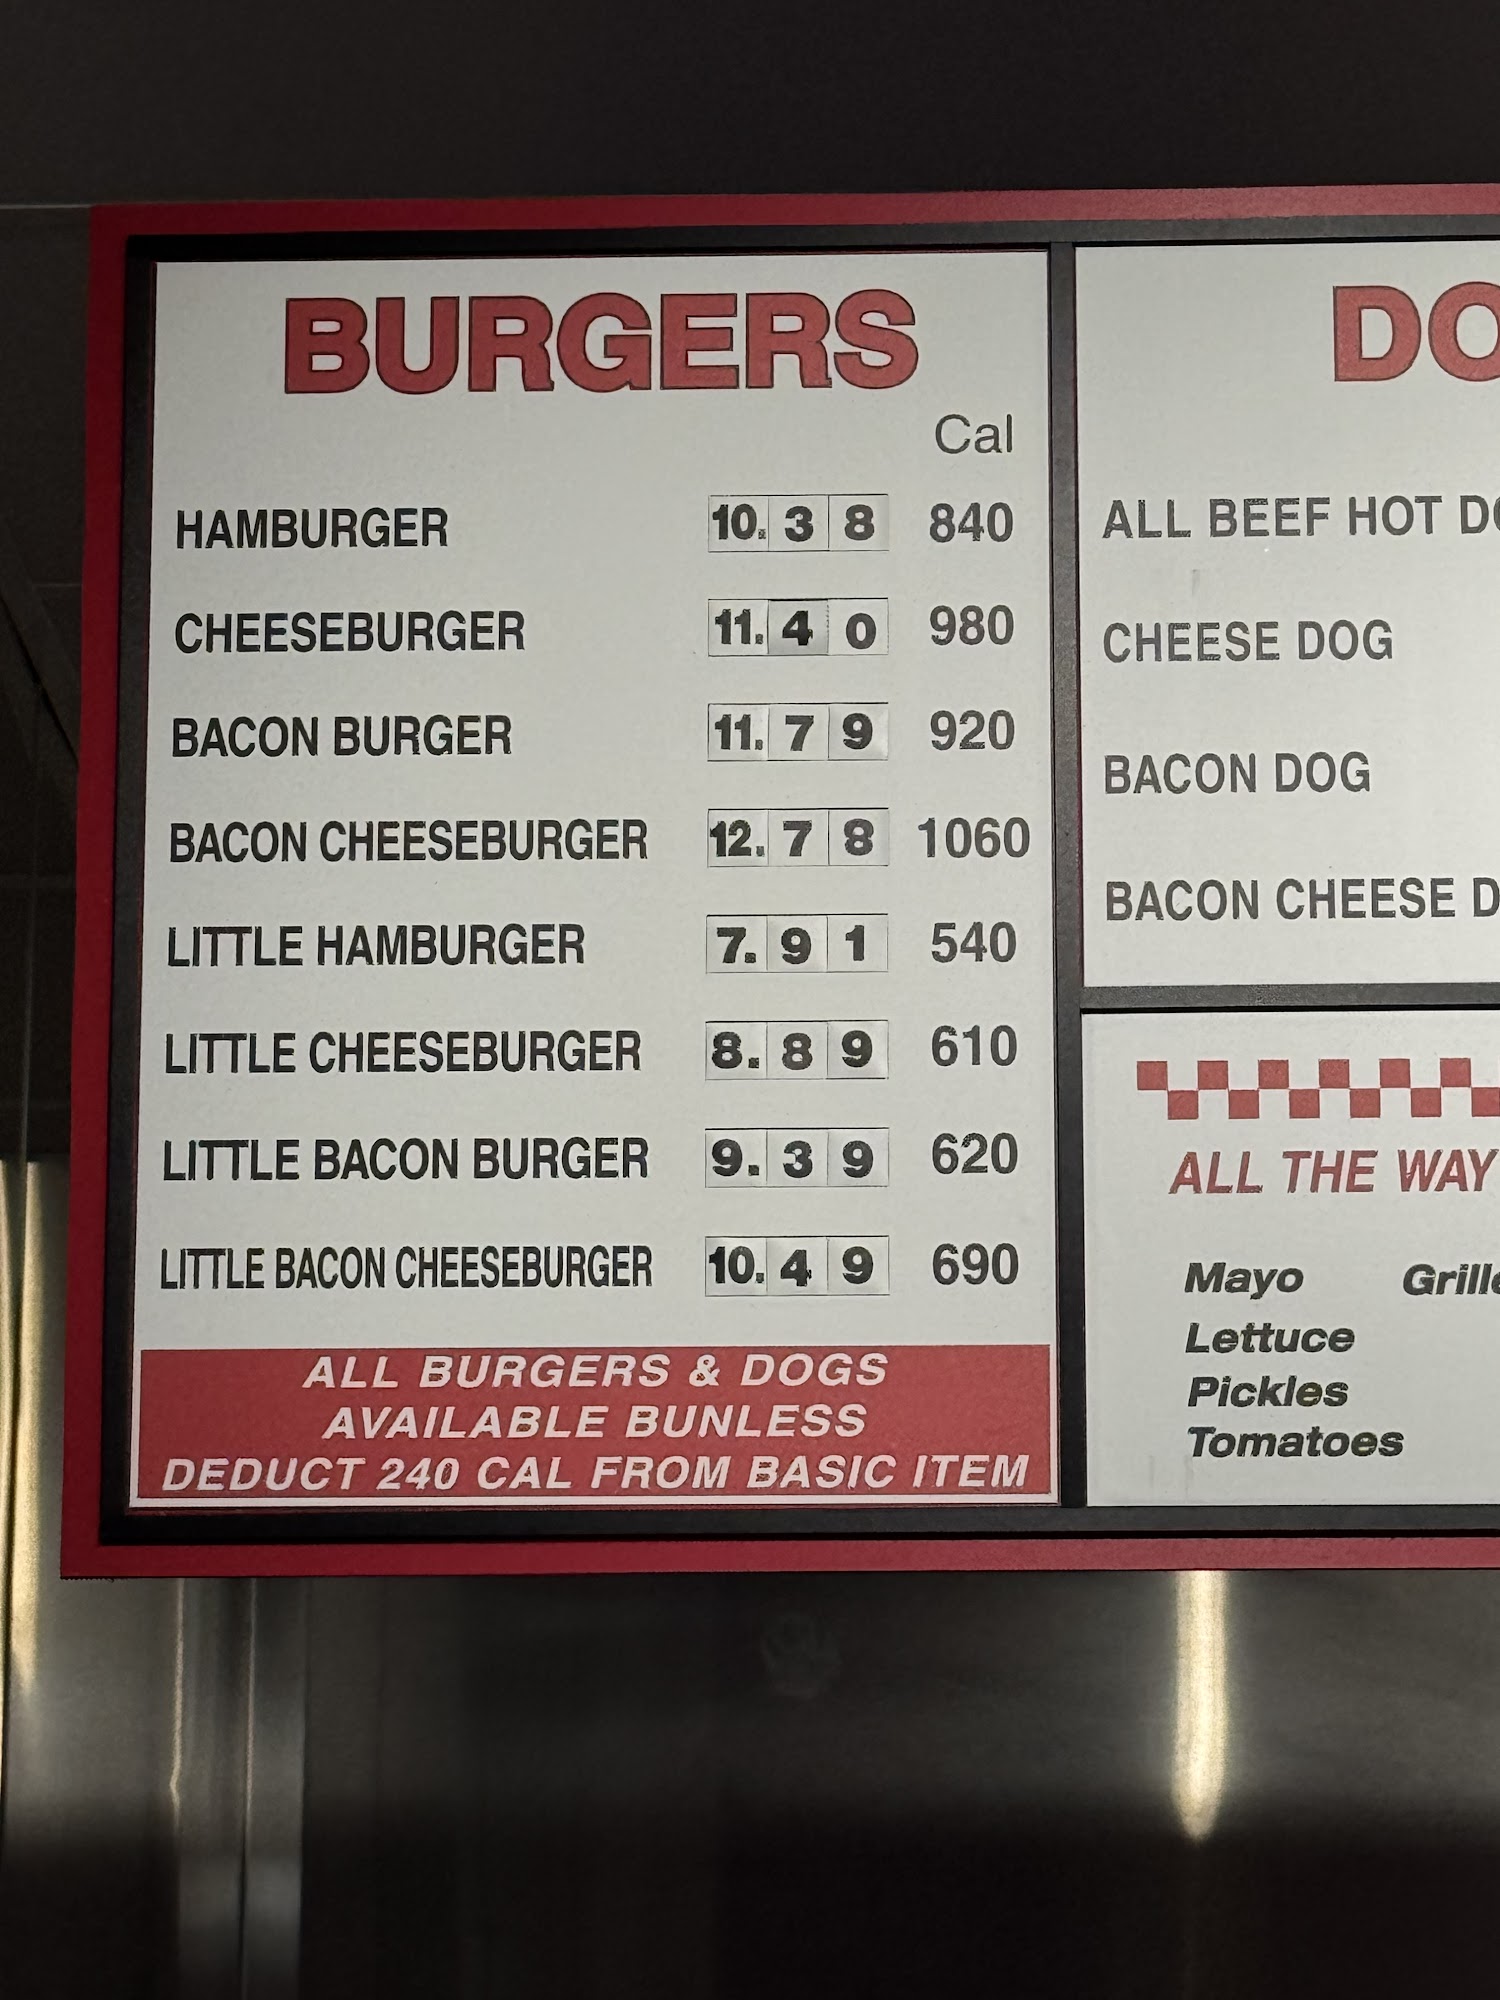 BURGERS
Cal
HAMBURGER 10.38 840
CHEESEBURGER 11.40 980
BACON BURGER 11.79 920
BACON CHEESEBURGER 12.78 1060
LITTLE HAMBURGER 7.91 540
LITTLE CHEESEBURGER 8.89 610
LITTLE BACON BURGER 9.39 620
LITTLE BACON CHEESEBURGER 10.49 690
ALL BURGERS & DOGS
AVAILABLE BUNLESS
DEDUCT 240 CAL FROM BASIC ITEM
ALL BEEF HOT
CHEESE DOG
BACON DOG
BACON CHEESE
ALL THE WAY
Mayo
Lettuce
Pickles
Tomatoes